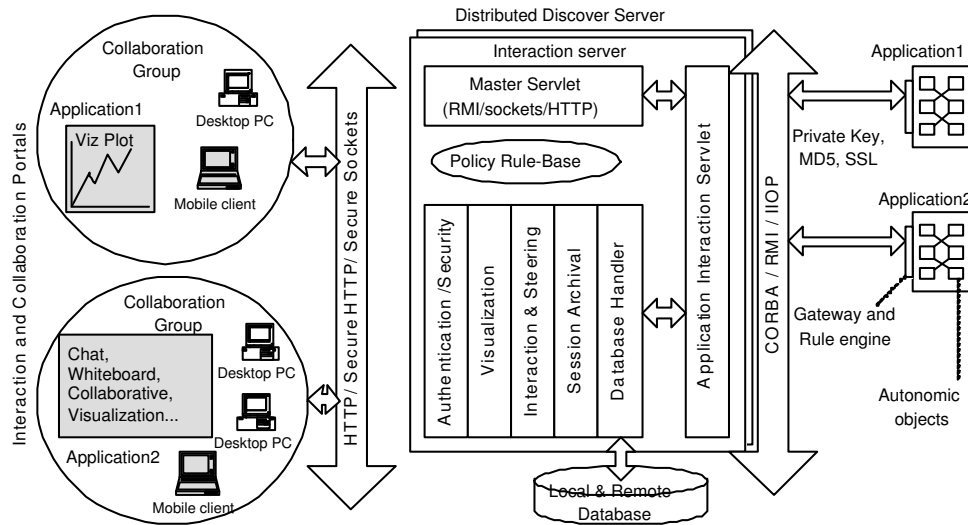 Interaction and Collaboration Portals
Collaboration
Group
Application1
Viz Plot
Desktop PC
Mobile client
Collaboration
Group
Chat,
Whiteboard,
Collaborative,
Visualization...
Desktop PC
Desktop PC
Application2
Mobile client
HTTP/ Secure HTTP/ Secure Sockets
Distributed Discover Server
Interaction server
Master Servlet
(RMI/sockets/HTTP)
Policy Rule-Base
Authentication /Security
Visualization
Interaction & Steering
Session Archival
Database Handler
Application Interaction Servlet
Local & Remote
Database
CORBA / RMI / IIOP
Application1
Private Key,
MD5, SSL
Application2
Gateway and
Rule engine
Autonomic
objects